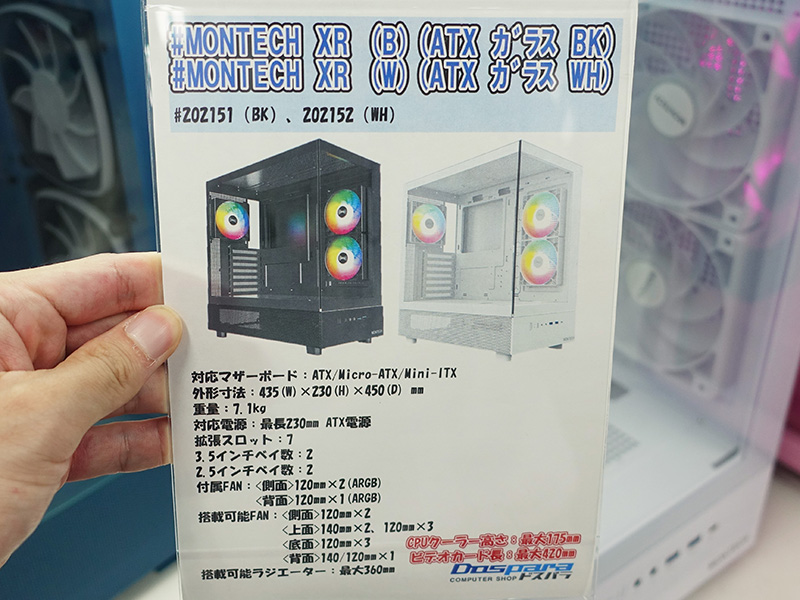 #MONTECH XR (B)(ATX ガラス BK)
#MONTECH XR (W)(ATX ガラス WH)
#202151 (BK)、202152 (WH)
対応マザーボード：ATX/Micro-ATX/Mini-ITX
外形寸法：435(W)×230(H)×450(D) mm
重量：7.1kg
対応電源：最長230mm ATX電源
拡張スロット：7
3.5インチベイ数：2
2.5インチベイ数：2
付属FAN：<側面>120mm×2(ARGB)
<背面>120mm×1(ARGB)
搭載可能FAN：<側面>120mm×2
<上面>140mm×2、120mm×3
<底面>120mm×3
<背面>140/120mm×1
搭載可能ラジエーター：最大360mm
CPUクーラー高さ：最大175mm
ビデオカード長：最大420mm
Dospara
COMPUTER SHOP ドスパラ